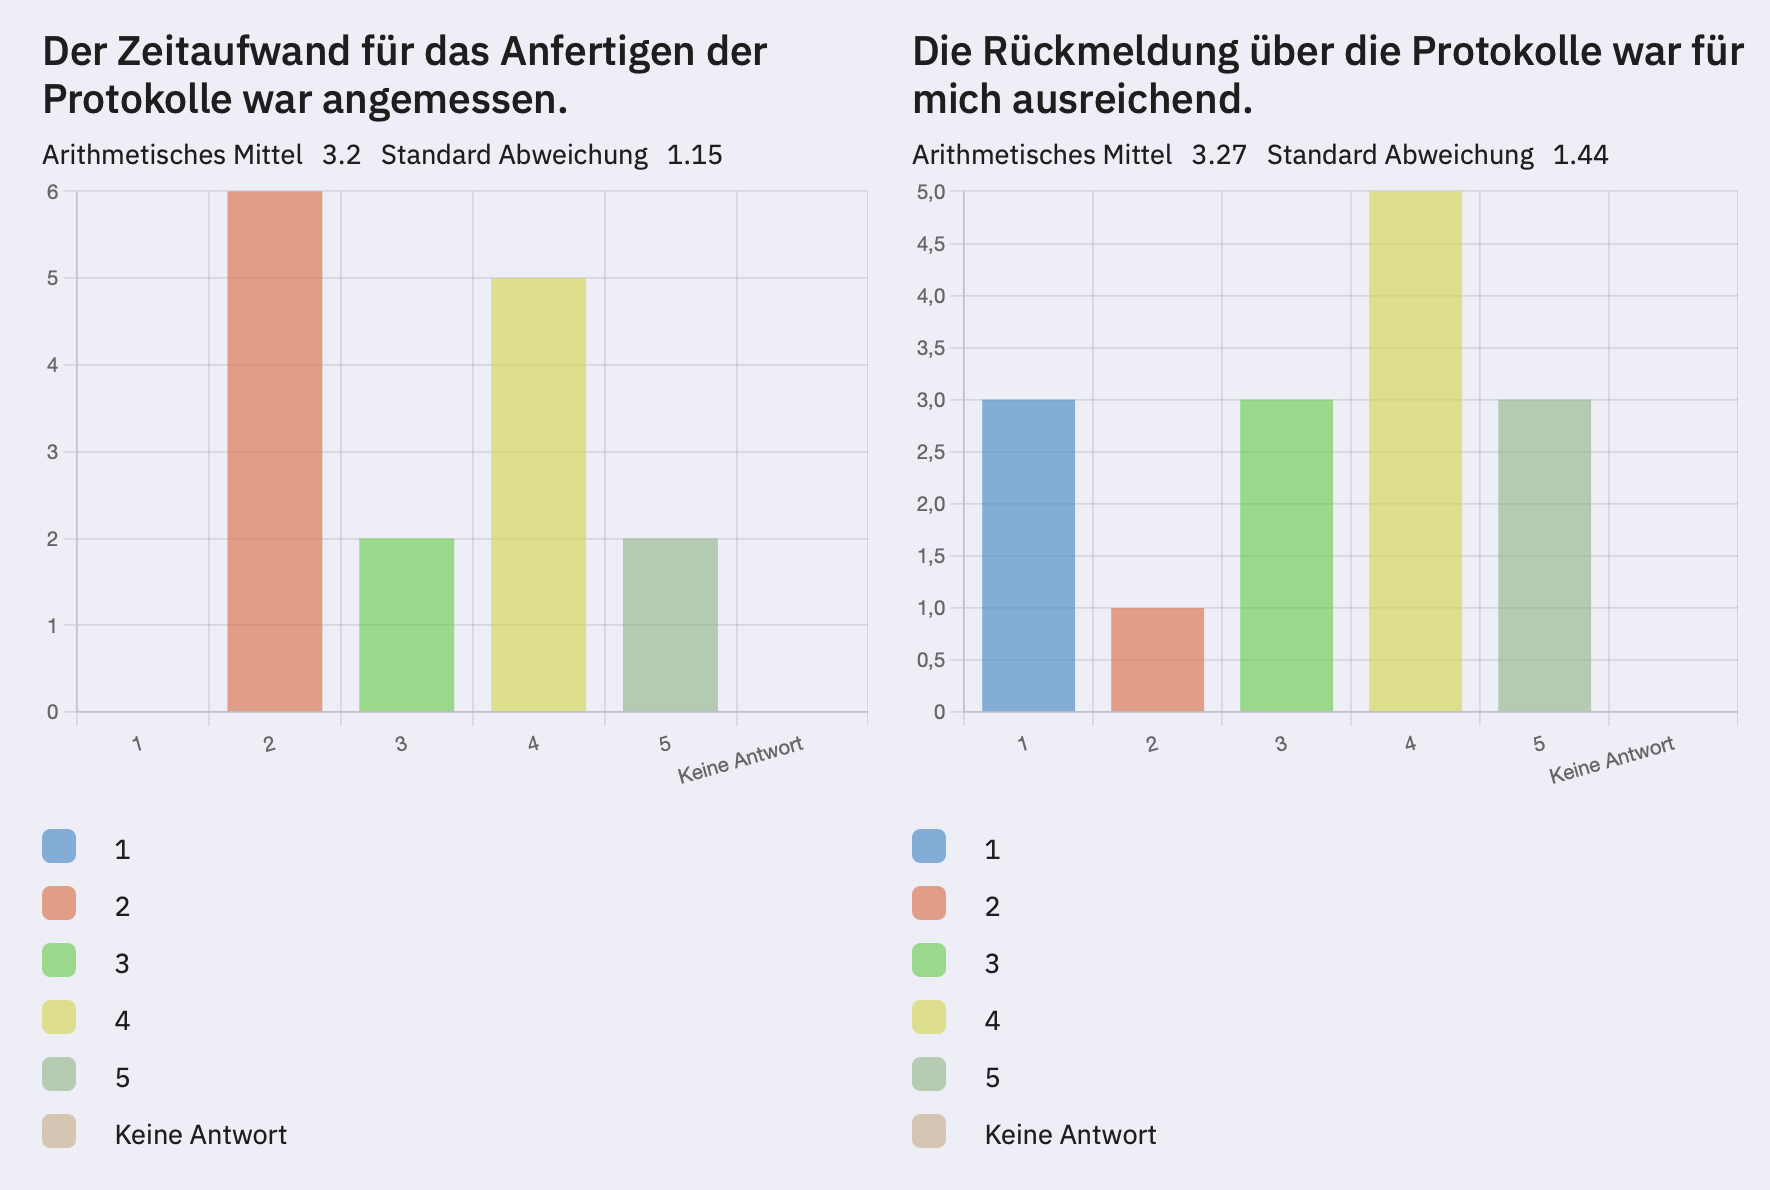 Der Zeitaufwand für das Anfertigen der
Protokolle war angemessen.
Arithmetisches Mittel 3.2 Standard Abweichung 1.15
6
5
4
3
2
1
0
1 2 3 4 5 Keine Antwort
1
2
3
4
5
Keine Antwort
Die Rückmeldung über die Protokolle war für
mich ausreichend.
Arithmetisches Mittel 3.27 Standard Abweichung 1.44
5,0
4,5
4,0
3,5
3,0
2,5
2,0
1,5
1,0
0,5
0
1 2 3 4 5 Keine Antwort
1
2
3
4
5
Keine Antwort